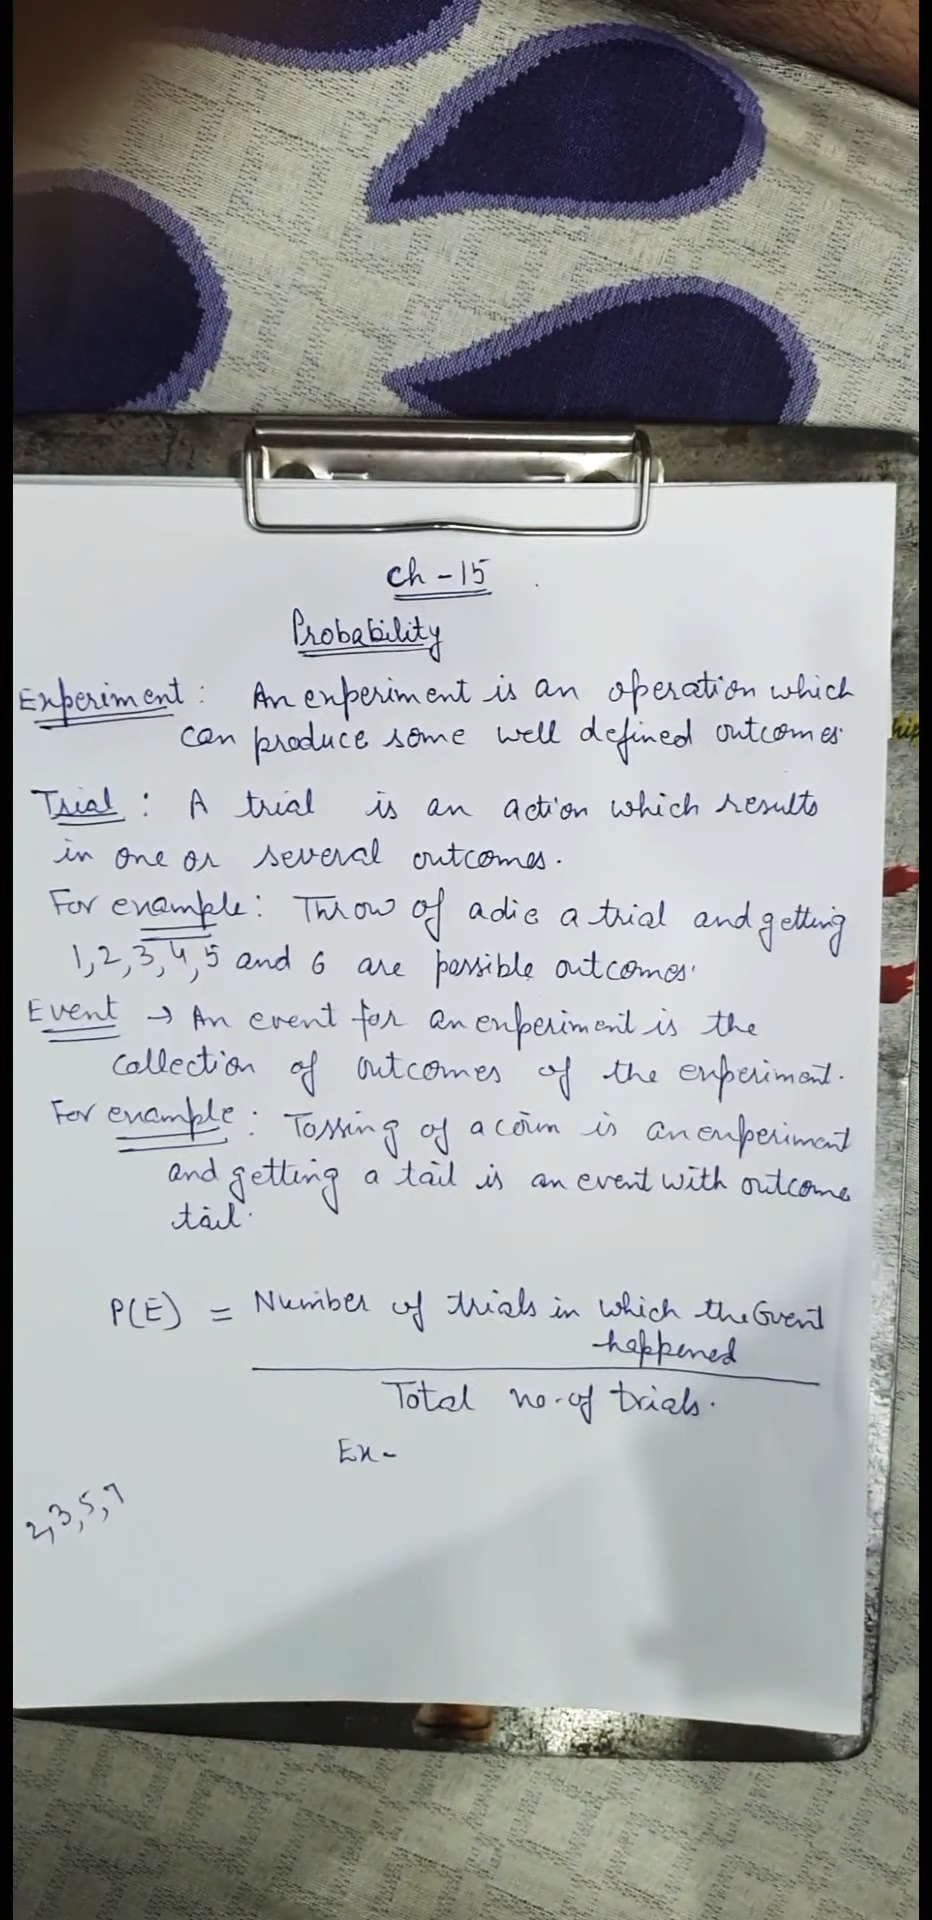 Ch - 15
Probability
Experiment : An experiment is an operation which
can produce some well defined outcomes.
Trial : A trial is an action which results
in one or several outcomes.
For example : Throw of a die a trial and getting
1, 2, 3, 4, 5 and 6 are possible outcomes.
Event → An event for an experiment is the
collection of outcomes of the experiment.
For example : Tossing of a coin is an experiment
and getting a tail is an event with outcome
tail.
P(E) = Number of trials in which the Event
happened
Total no. of trials.
Ex -
2, 3, 5, 7